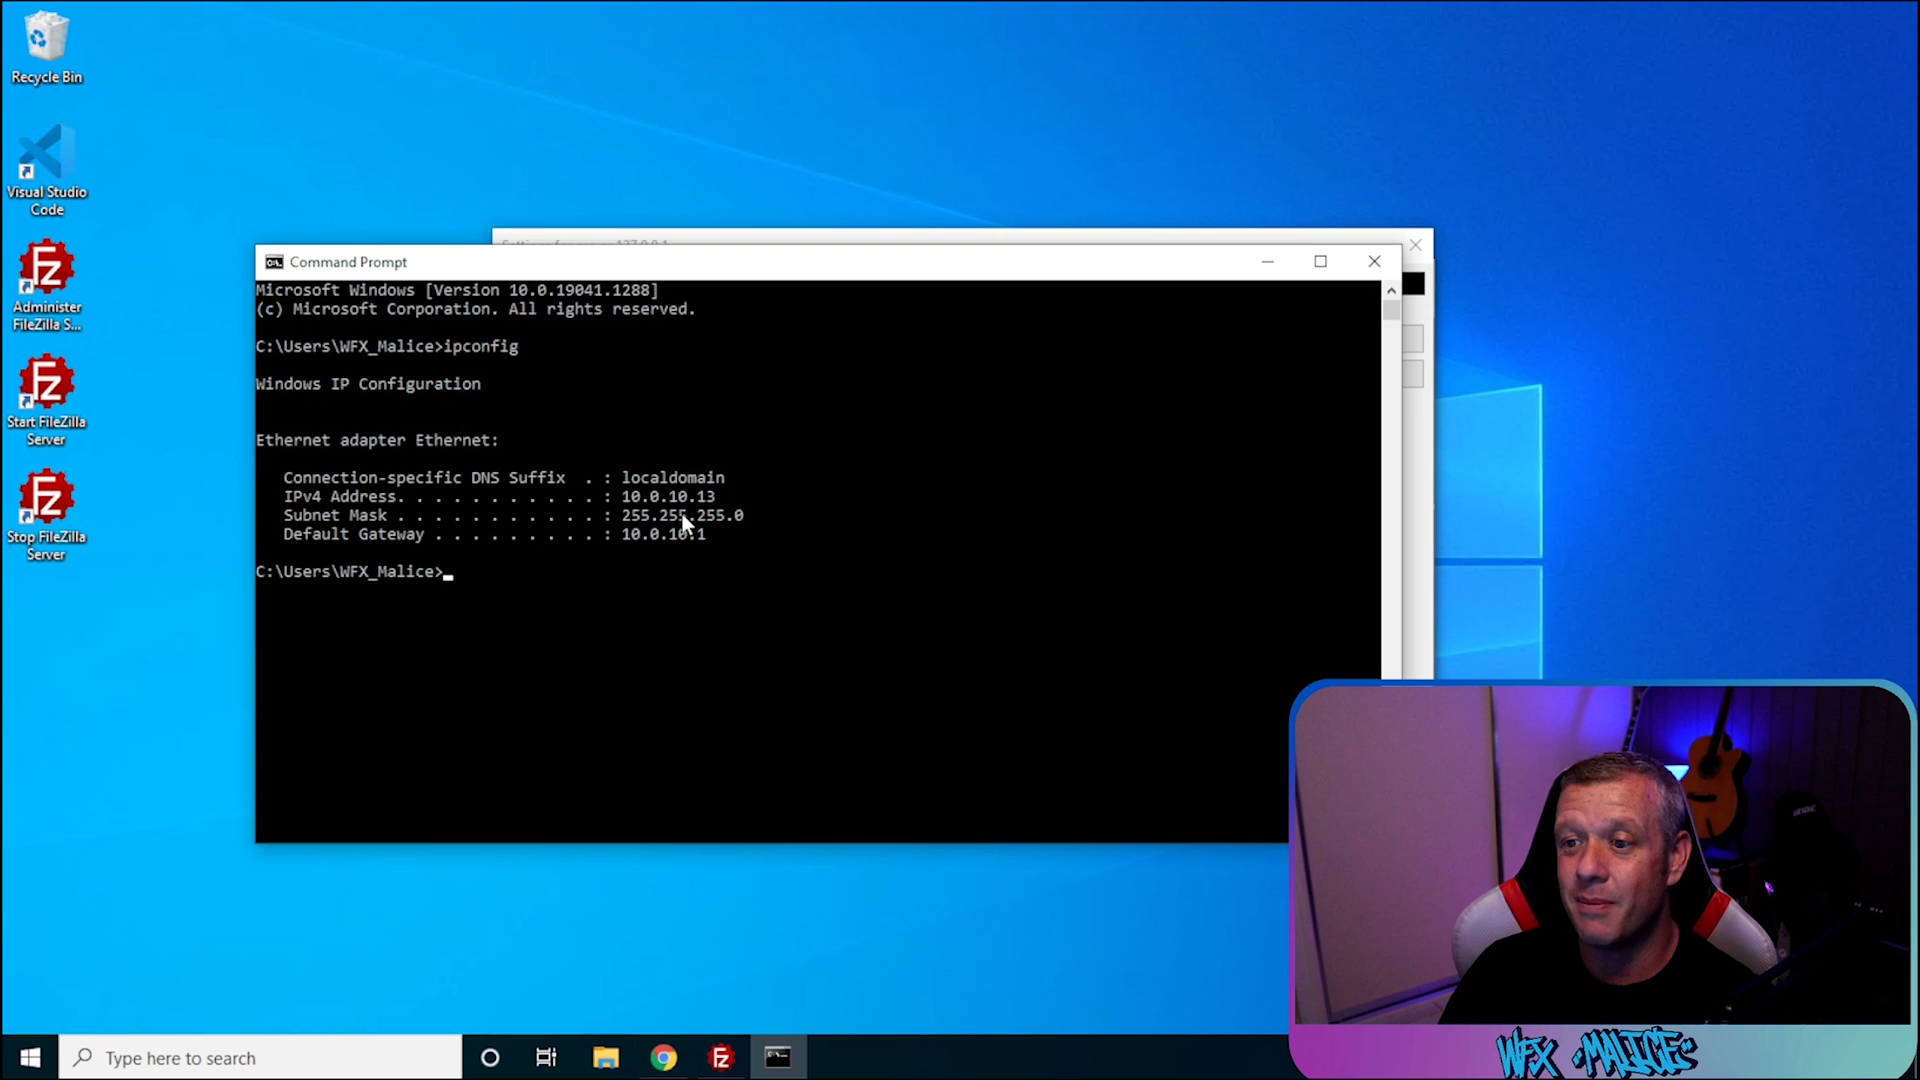 Recycle Bin
Visual Studio
Code
Administer
FileZilla S...
Start FileZilla
Server
Stop FileZilla
Server
Command Prompt
Microsoft Windows [Version 10.0.19041.1288]
(c) Microsoft Corporation. All rights reserved.
C:\Users\WFX_Malice>ipconfig
Windows IP Configuration
Ethernet adapter Ethernet:
Connection-specific DNS Suffix . : localdomain
IPv4 Address. . . . . . . . . . . : 10.0.10.13
Subnet Mask . . . . . . . . . . . : 255.255.255.0
Default Gateway . . . . . . . . . : 10.0.10.1
C:\Users\WFX_Malice>
Type here to search
WFX MALICE